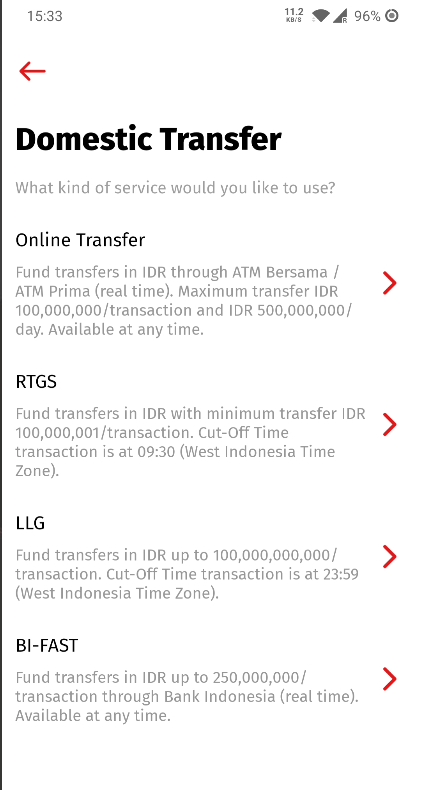 15:33
11.2
KB/S
R
96%
Domestic Transfer
What kind of service would you like to use?
Online Transfer
Fund transfers in IDR through ATM Bersama /
ATM Prima (real time). Maximum transfer IDR
100,000,000/transaction and IDR 500,000,000/
day. Available at any time.
RTGS
Fund transfers in IDR with minimum transfer IDR
100,000,001/transaction. Cut-Off Time
transaction is at 09:30 (West Indonesia Time
Zone).
LLG
Fund transfers in IDR up to 100,000,000,000/
transaction. Cut-Off Time transaction is at 23:59
(West Indonesia Time Zone).
BI-FAST
Fund transfers in IDR up to 250,000,000/
transaction through Bank Indonesia (real time).
Available at any time.